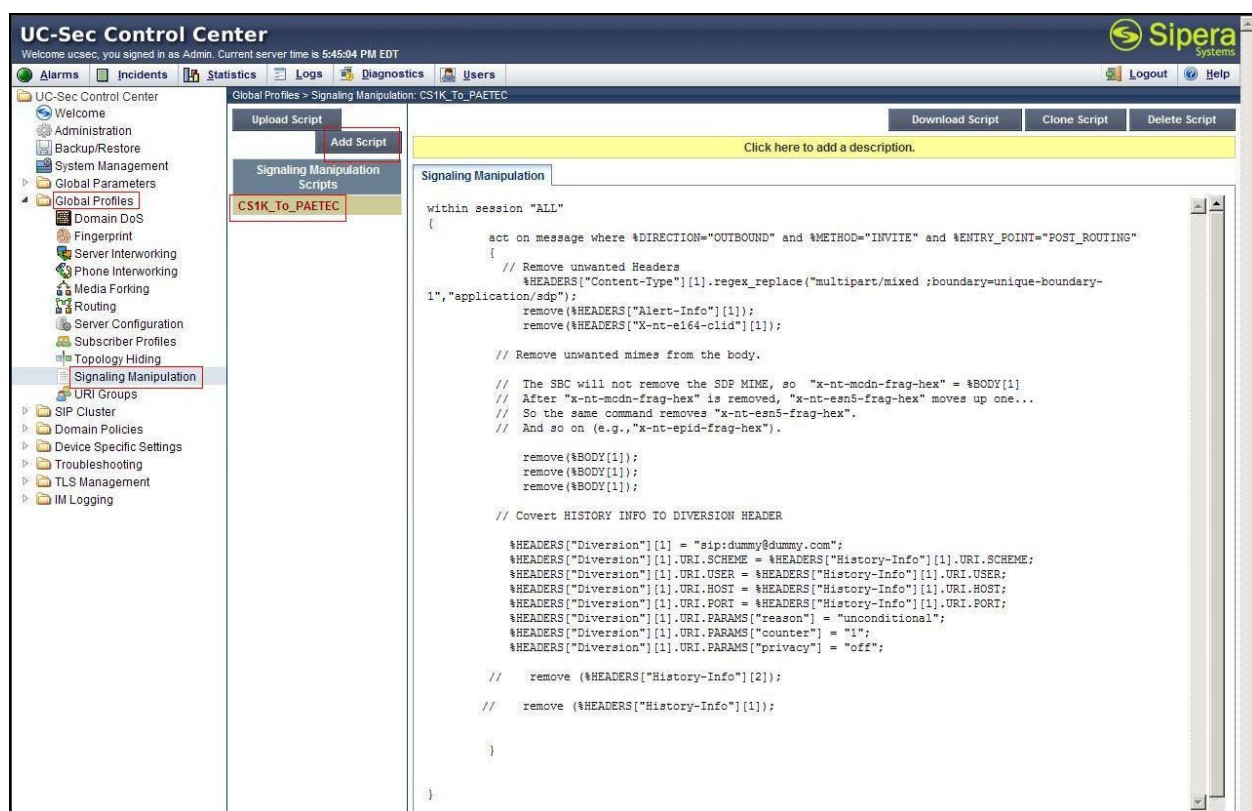 UC-Sec Control Center
Welcome ucsec, you signed in as Admin. Current server time is 5:45:04 PM EDT
Sipera
Systems
Alarms Incidents Statistics Logs Diagnostics Users Logout Help
UC-Sec Control Center
Welcome
Administration
Backup/Restore
System Management
Global Parameters
Global Profiles
Domain DoS
Fingerprint
Server Interworking
Phone Interworking
Media Forking
Routing
Server Configuration
Subscriber Profiles
Topology Hiding
Signaling Manipulation
URI Groups
SIP Cluster
Domain Policies
Device Specific Settings
Troubleshooting
TLS Management
IM Logging
Global Profiles > Signaling Manipulation: CS1K_To_PAETEC
Upload Script
Add Script
Signaling Manipulation
Scripts
CS1K_To_PAETEC
Download Script Clone Script Delete Script
Click here to add a description.
Signaling Manipulation
within session "ALL"
{
act on message where %DIRECTION="OUTBOUND" and %METHOD="INVITE" and %ENTRY_POINT="POST_ROUTING"
{
// Remove unwanted Headers
%HEADERS["Content-Type"][1].regex_replace("multipart/mixed ;boundary=unique-boundary-
1","application/sdp");
remove(%HEADERS["Alert-Info"][1]);
remove(%HEADERS["X-nt-e164-clid"][1]);
// Remove unwanted mimes from the body.
// The SBC will not remove the SDP MIME, so "x-nt-mcdn-frag-hex" = %BODY[1]
// After "x-nt-mcdn-frag-hex" is removed, "x-nt-esn5-frag-hex" moves up one...
// So the same command removes "x-nt-esn5-frag-hex".
// And so on (e.g.,"x-nt-epid-frag-hex").
remove(%BODY[1]);
remove(%BODY[1]);
remove(%BODY[1]);
// Covert HISTORY INFO TO DIVERSION HEADER
%HEADERS["Diversion"][1] = "sip:dummy@dummy.com";
%HEADERS["Diversion"][1].URI.SCHEME = %HEADERS["History-Info"][1].URI.SCHEME;
%HEADERS["Diversion"][1].URI.USER = %HEADERS["History-Info"][1].URI.USER;
%HEADERS["Diversion"][1].URI.HOST = %HEADERS["History-Info"][1].URI.HOST;
%HEADERS["Diversion"][1].URI.PORT = %HEADERS["History-Info"][1].URI.PORT;
%HEADERS["Diversion"][1].URI.PARAMS["reason"] = "unconditional";
%HEADERS["Diversion"][1].URI.PARAMS["counter"] = "1";
%HEADERS["Diversion"][1].URI.PARAMS["privacy"] = "off";
// remove (%HEADERS["History-Info"][2]);
// remove (%HEADERS["History-Info"][1]);
}
}